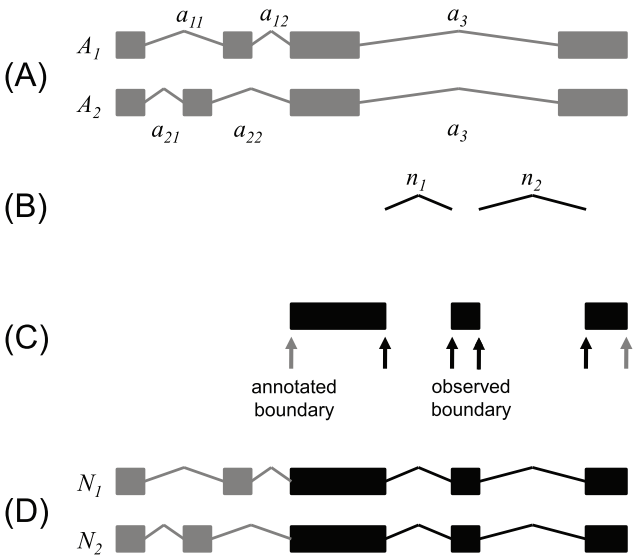 a11 a12 a3
(A) A1
A2
a21 a22 a3
(B) n1 n2
(C)
annotated boundary
observed boundary
(D) N1
N2